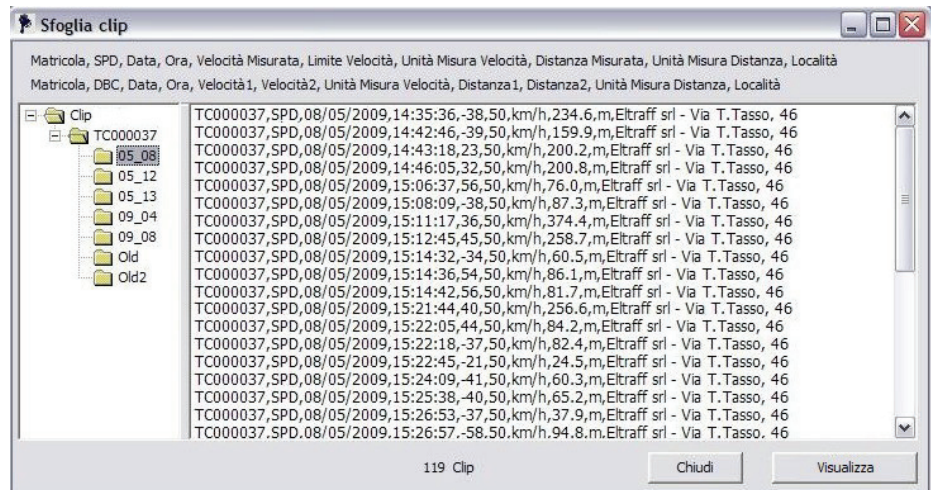 Sfoglia clip
Matricola, SPD, Data, Ora, Velocità Misurata, Limite Velocità, Unità Misura Velocità, Distanza Misurata, Unità Misura Distanza, Località
Matricola, DBC, Data, Ora, Velocità1, Velocità2, Unità Misura Velocità, Distanza1, Distanza2, Unità Misura Distanza, Località
Clip
TC000037
05_08
05_12
05_13
09_04
09_08
Old
Old2
TC000037,SPD,08/05/2009,14:35:36,-38,50,km/h,234.6,m,Eltraff srl - Via T.Tasso, 46
TC000037,SPD,08/05/2009,14:42:46,-39,50,km/h,159.9,m,Eltraff srl - Via T.Tasso, 46
TC000037,SPD,08/05/2009,14:43:18,23,50,km/h,200.2,m,Eltraff srl - Via T.Tasso, 46
TC000037,SPD,08/05/2009,14:46:05,32,50,km/h,200.8,m,Eltraff srl - Via T.Tasso, 46
TC000037,SPD,08/05/2009,15:06:37,56,50,km/h,76.0,m,Eltraff srl - Via T.Tasso, 46
TC000037,SPD,08/05/2009,15:08:09,-38,50,km/h,87.3,m,Eltraff srl - Via T.Tasso, 46
TC000037,SPD,08/05/2009,15:11:17,36,50,km/h,374.4,m,Eltraff srl - Via T.Tasso, 46
TC000037,SPD,08/05/2009,15:12:45,45,50,km/h,258.7,m,Eltraff srl - Via T.Tasso, 46
TC000037,SPD,08/05/2009,15:14:32,-34,50,km/h,60.5,m,Eltraff srl - Via T.Tasso, 46
TC000037,SPD,08/05/2009,15:14:36,54,50,km/h,86.1,m,Eltraff srl - Via T.Tasso, 46
TC000037,SPD,08/05/2009,15:14:42,56,50,km/h,81.7,m,Eltraff srl - Via T.Tasso, 46
TC000037,SPD,08/05/2009,15:21:44,40,50,km/h,256.6,m,Eltraff srl - Via T.Tasso, 46
TC000037,SPD,08/05/2009,15:22:05,44,50,km/h,84.2,m,Eltraff srl - Via T.Tasso, 46
TC000037,SPD,08/05/2009,15:22:18,-37,50,km/h,82.4,m,Eltraff srl - Via T.Tasso, 46
TC000037,SPD,08/05/2009,15:22:45,-21,50,km/h,24.5,m,Eltraff srl - Via T.Tasso, 46
TC000037,SPD,08/05/2009,15:24:09,-41,50,km/h,60.3,m,Eltraff srl - Via T.Tasso, 46
TC000037,SPD,08/05/2009,15:25:38,-40,50,km/h,65.2,m,Eltraff srl - Via T.Tasso, 46
TC000037,SPD,08/05/2009,15:26:53,-37,50,km/h,37.9,m,Eltraff srl - Via T.Tasso, 46
TC000037,SPD,08/05/2009,15:26:57,-58,50,km/h,94.8,m,Eltraff srl - Via T.Tasso, 46
119 Clip
Chiudi
Visualizza